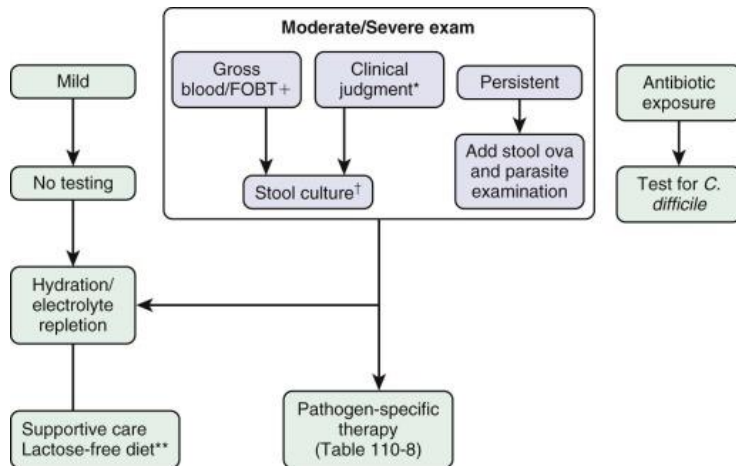 Moderate/Severe exam
Mild
Gross
blood/FOBT+
Clinical
judgment*
Persistent
Antibiotic
exposure
No testing
Stool culture†
Add stool ova
and parasite
examination
Test for C.
difficile
Hydration/
electrolyte
repletion
Supportive care
Lactose-free diet**
Pathogen-specific
therapy
(Table 110-8)